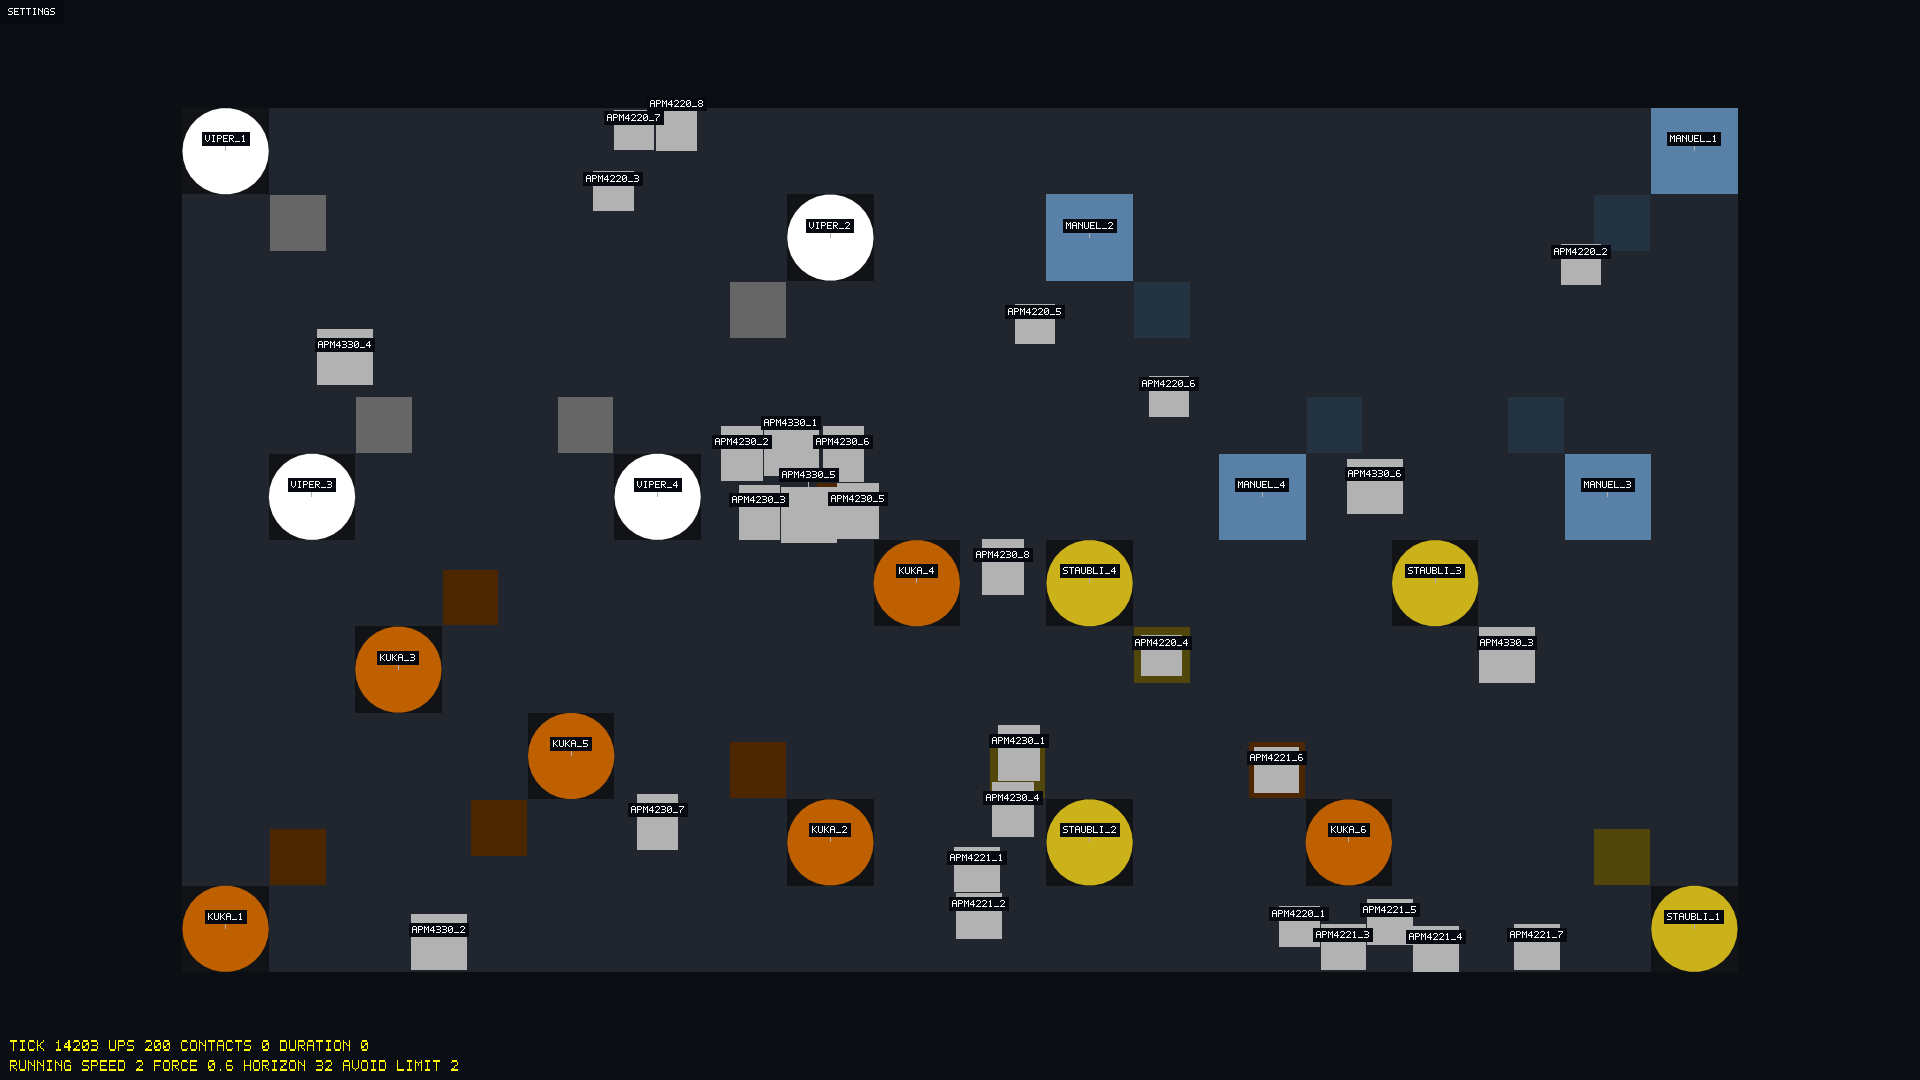 SETTINGS
APM4220_8
APM4220_7
VIPER_1
MANUEL_1
APM4220_3
VIPER_2
MANUEL_2
APM4220_2
APM4220_5
APM4330_4
APM4220_6
APM4330_1
APM4230_2
APM4230_6
APM4330_5
APM4330_6
VIPER_3
VIPER_4
MANUEL_4
MANUEL_3
APM4230_3
APM4230_5
APM4230_8
KUKA_4
STAUBLI_4
STAUBLI_3
APM4220_4
APM4330_3
KUKA_3
APM4230_1
KUKA_5
APM4221_6
APM4230_4
APM4230_7
KUKA_2
STAUBLI_2
KUKA_6
APM4221_1
APM4221_2
APM4221_5
APM4220_1
KUKA_1
STAUBLI_1
APM4330_2
APM4221_3
APM4221_4
APM4221_7
TICK 14203 UPS 200 CONTACTS 0 DURATION 0
RUNNING SPEED 2 FORCE 0.6 HORIZON 32 AVOID LIMIT 2